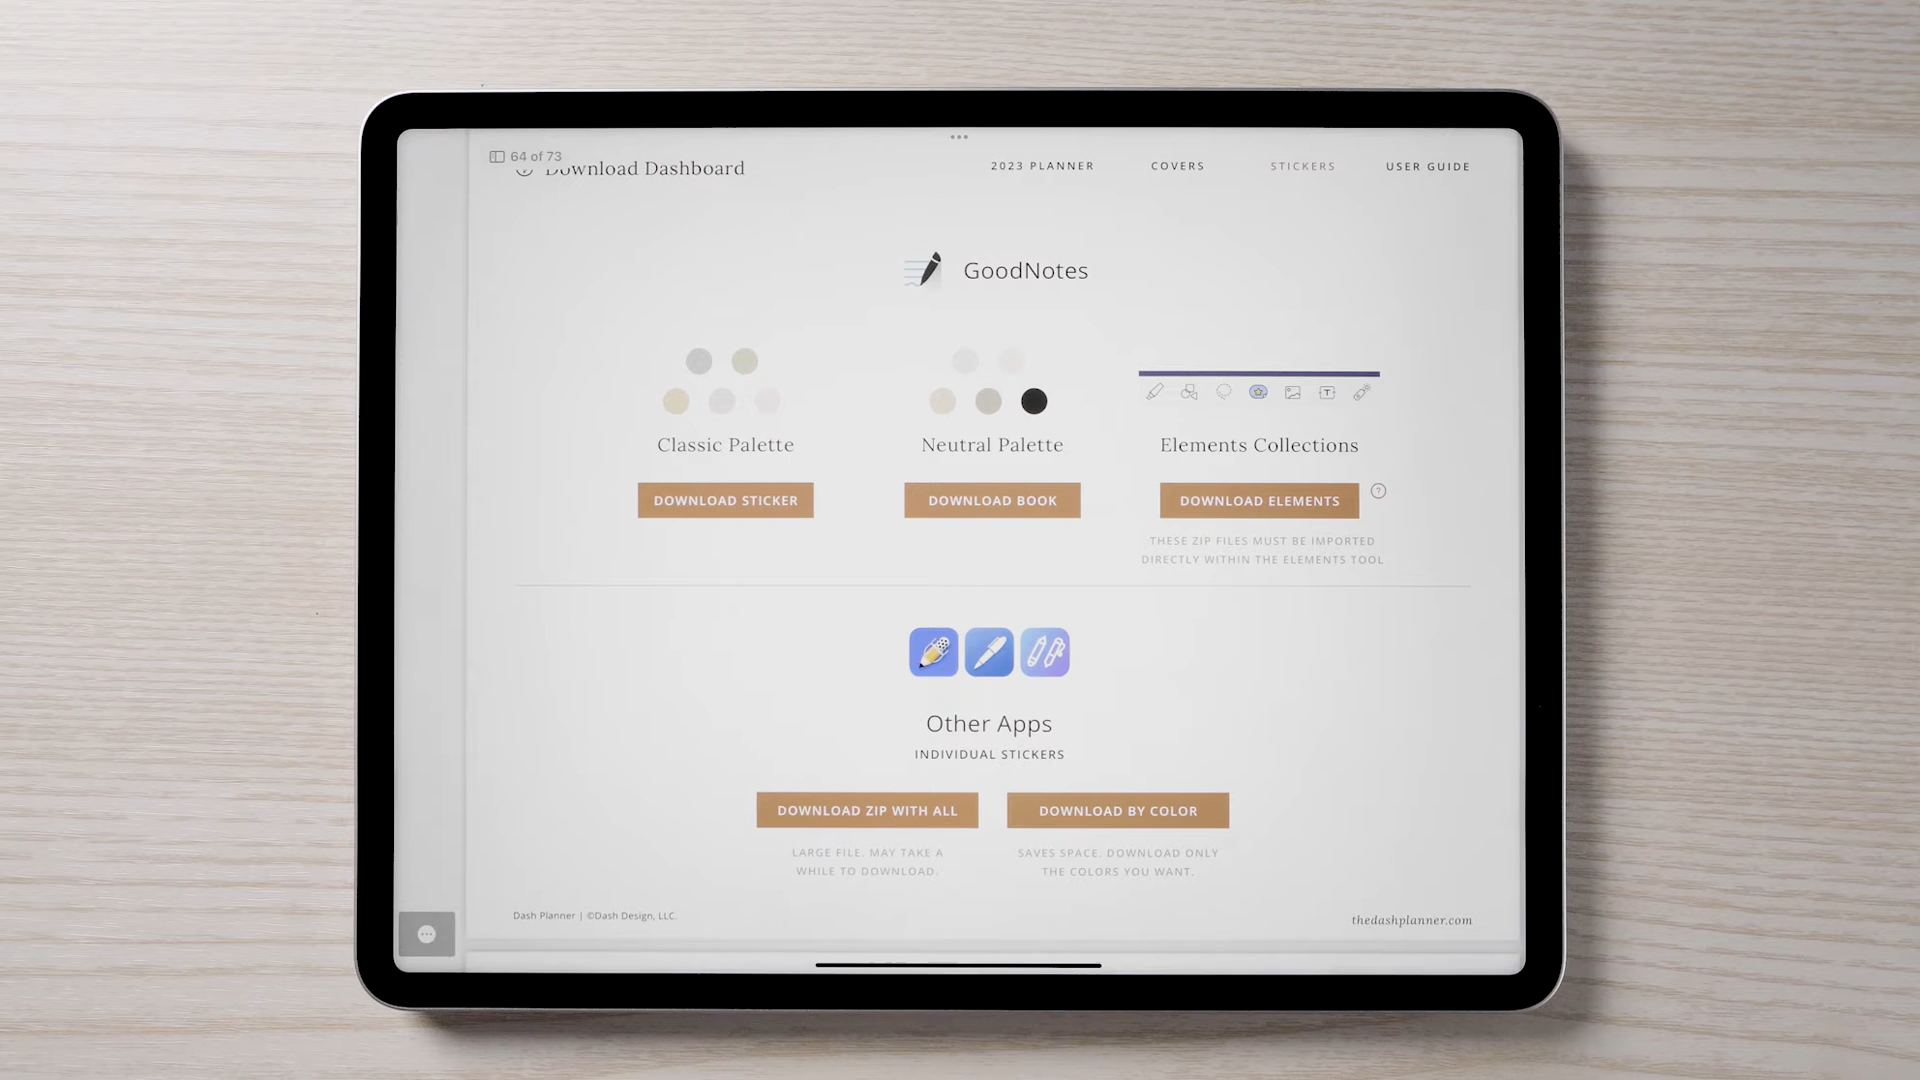 64 of 73
Download Dashboard
2023 PLANNER
COVERS
STICKERS
USER GUIDE
GoodNotes
Classic Palette
DOWNLOAD STICKER
Neutral Palette
DOWNLOAD BOOK
T
Elements Collections
DOWNLOAD ELEMENTS
?
THESE ZIP FILES MUST BE IMPORTED
DIRECTLY WITHIN THE ELEMENTS TOOL
Other Apps
INDIVIDUAL STICKERS
DOWNLOAD ZIP WITH ALL
LARGE FILE. MAY TAKE A
WHILE TO DOWNLOAD.
DOWNLOAD BY COLOR
SAVES SPACE. DOWNLOAD ONLY
THE COLORS YOU WANT.
Dash Planner | ©Dash Design, LLC.
thedashplanner.com